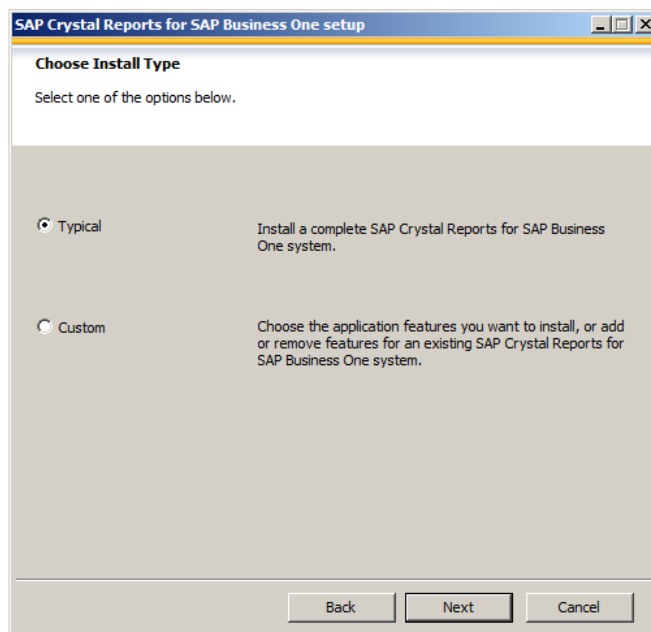 SAP Crystal Reports for SAP Business One setup
Choose Install Type
Select one of the options below.
Typical
Install a complete SAP Crystal Reports for SAP Business
One system.
Custom
Choose the application features you want to install, or add
or remove features for an existing SAP Crystal Reports for
SAP Business One system.
Back
Next
Cancel